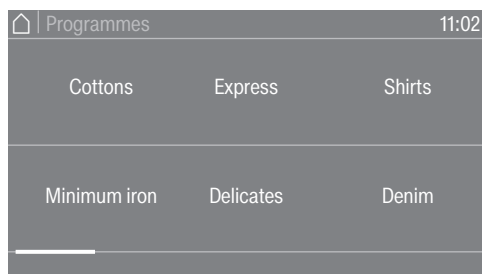 Programmes 11:02
Cottons Express Shirts
Minimum iron Delicates Denim